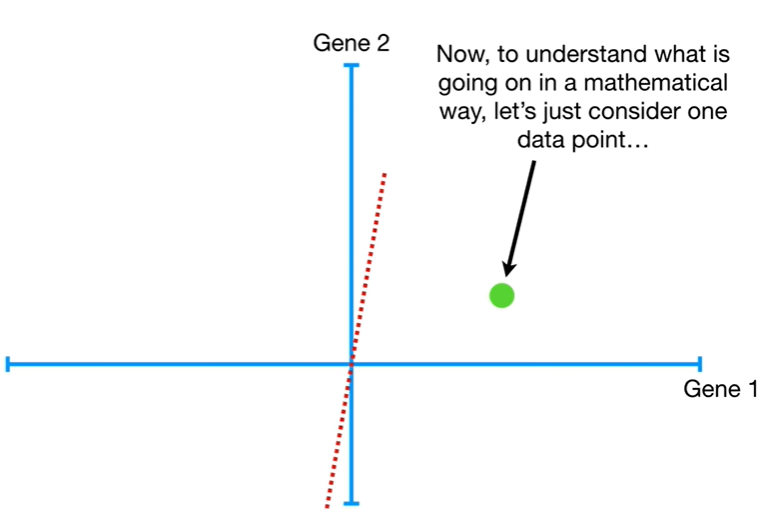 Gene 2
Now, to understand what is
going on in a mathematical
way, let’s just consider one
data point…
Gene 1